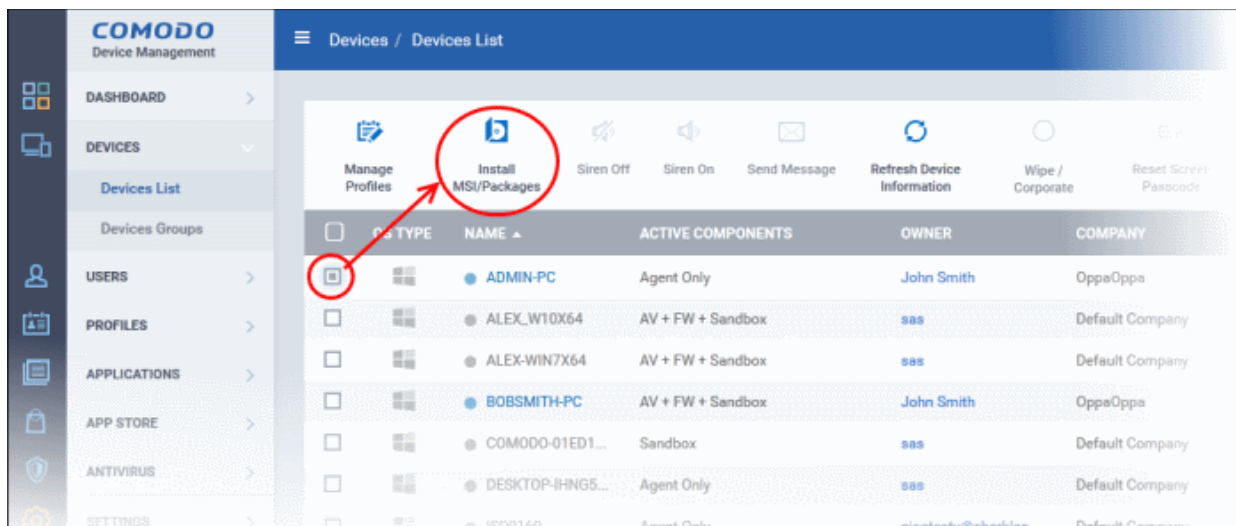 COMODO
Device Management
Devices / Devices List
DASHBOARD
DEVICES
Devices List
Devices Groups
USERS
PROFILES
APPLICATIONS
APP STORE
ANTIVIRUS
SETTINGS
Manage Profiles
Install MSI/Packages
Siren Off
Siren On
Send Message
Refresh Device Information
Wipe / Corporate
Reset Screen Passcode
OS TYPE NAME ACTIVE COMPONENTS OWNER COMPANY
ADMIN-PC Agent Only John Smith OppaOppa
ALEX_W10X64 AV + FW + Sandbox sas Default Company
ALEX-WIN7X64 AV + FW + Sandbox sas Default Company
BOBSMITH-PC AV + FW + Sandbox John Smith OppaOppa
COMODO-01ED1... Sandbox sas Default Company
DESKTOP-IHNG5... Agent Only sas Default Company
Agent Only Default Company